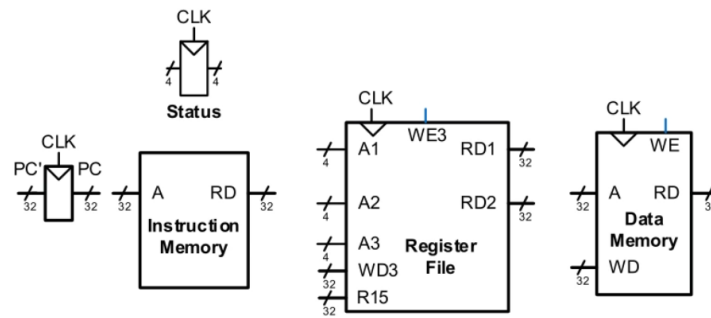 CLK
4 4
Status
CLK
PC' PC
32 32
A RD
32 32
Instruction
Memory
CLK
WE3
A1 RD1
4 32
A2 RD2
4 32
A3
4
Register
File
WD3
32
R15
32
CLK
WE
A RD
32
Data
Memory
WD
32